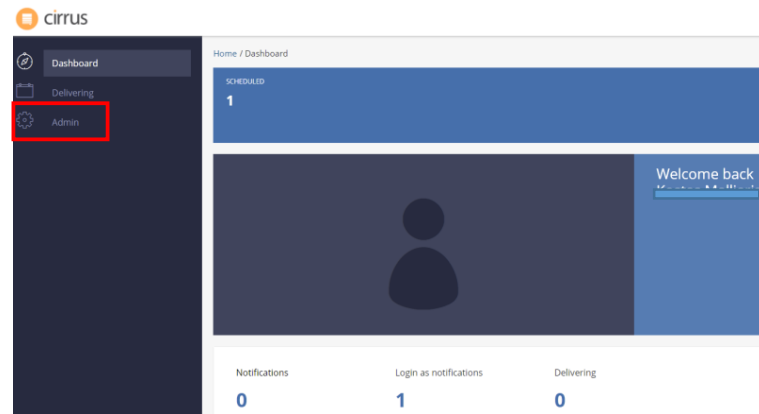 cirrus
Dashboard
Delivering
Admin
Home / Dashboard
SCHEDULED
1
Welcome back
Notifications
Login as notifications
Delivering
0
1
0